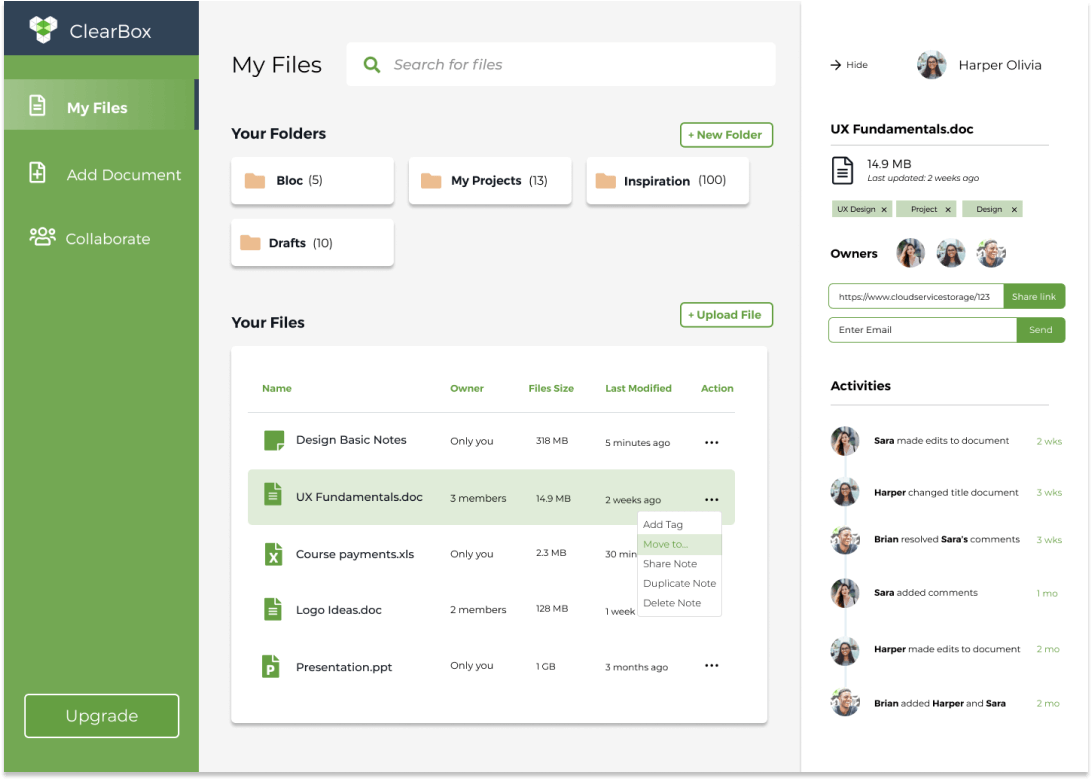 ClearBox
My Files
Add Document
Collaborate
Upgrade
My Files
Search for files
Your Folders
+ New Folder
Bloc (5)
My Projects (13)
Inspiration (100)
Drafts (10)
Your Files
+ Upload File
Name Owner Files Size Last Modified Action
Design Basic Notes Only you 318 MB 5 minutes ago
UX Fundamentals.doc 3 members 14.9 MB 2 weeks ago
Course payments.xls Only you 2.3 MB 30 min
Logo Ideas.doc 2 members 128 MB 1 week
Presentation.ppt Only you 1 GB 3 months ago
Add Tag
Move to...
Share Note
Duplicate Note
Delete Note
Hide
Harper Olivia
UX Fundamentals.doc
14.9 MB
Last updated: 2 weeks ago
UX Design x Project x Design x
Owners
https://www.cloudservicestorage/123 Share link
Enter Email Send
Activities
Sara made edits to document 2 wks
Harper changed title document 3 wks
Brian resolved Sara's comments 3 wks
Sara added comments 1 mo
Harper made edits to document 2 mo
Brian added Harper and Sara 2 mo